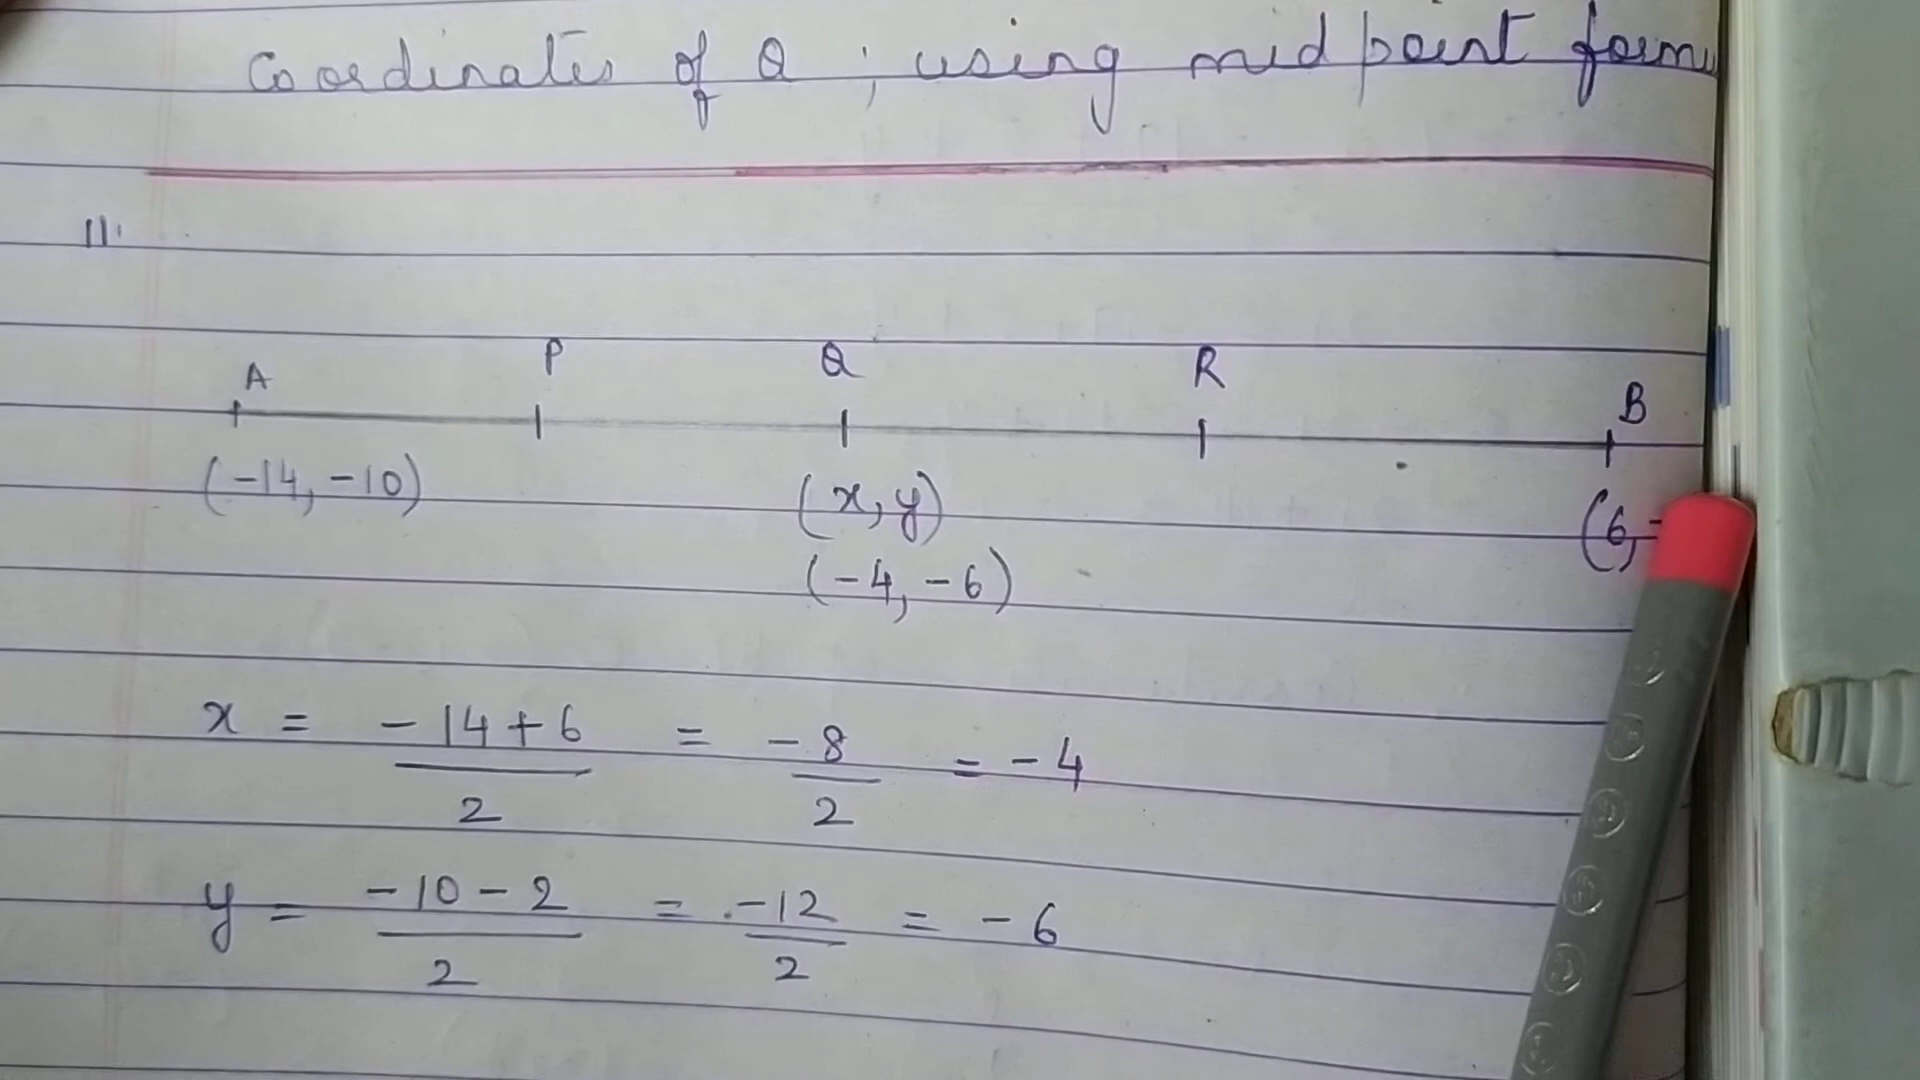 Coordinates of Q ; using mid point formu
11.
A P Q R B
(-14, -10) (x, y) (6, -
(-4, -6)
x = -14+6 / 2 = -8 / 2 = -4
y = -10-2 / 2 = -12 / 2 = -6